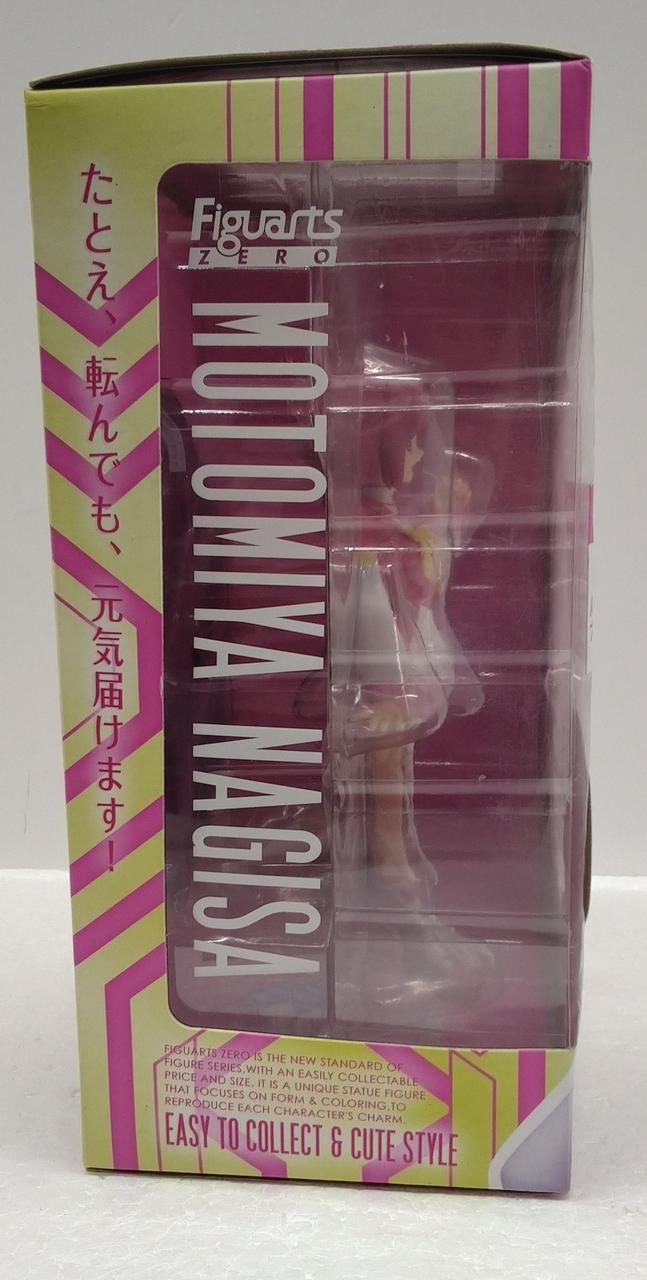 たとえ、転んでも、元気届けます!
Figuarts
ZERO
MOTOMIYA NAGISA
FIGUARTS ZERO IS THE NEW STANDARD OF
FIGURE SERIES,WITH AN EASILY COLLECTABLE
PRICE AND SIZE, IT IS A UNIQUE STATUE FIGURE
THAT FOCUSES ON FORM & COLORING,TO
REPRODUCE EACH CHARACTER'S CHARM.
EASY TO COLLECT & CUTE STYLE